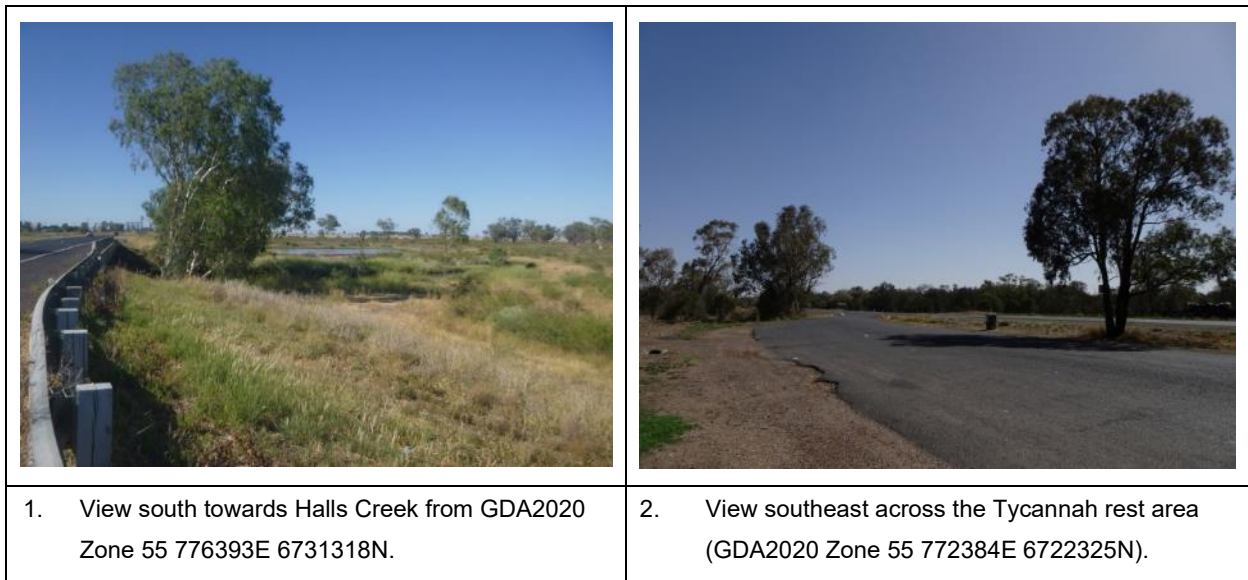 1. View south towards Halls Creek from GDA2020
Zone 55 776393E 6731318N.
2. View southeast across the Tycannah rest area
(GDA2020 Zone 55 772384E 6722325N).